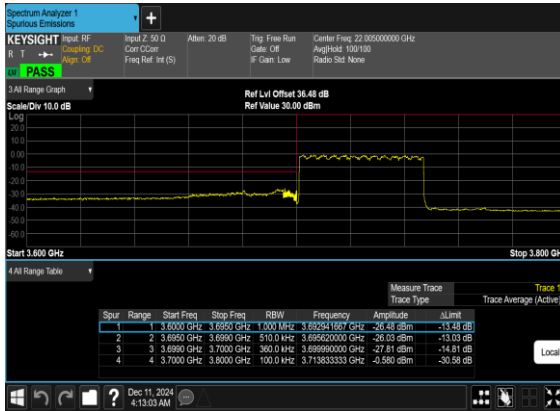 Spectrum Analyzer 1
Spurious Emissions
KEYSIGHT Input: RF Input Z: 50 Ω Atten: 20 dB Trig: Free Run Center Freq: 22.005000000 GHz
R T Coupling: DC Corr CCorr Gate: Off Avg|Hold: 100/100
Align: Off Freq Ref: Int (S) IF Gain: Low Radio Std: None
PASS
3 All Range Graph
Ref Lvl Offset 36.48 dB
Scale/Div 10.0 dB Ref Value 30.00 dBm
Log
20.0
10.0
0.00
-10.0
-20.0
-30.0
-40.0
-50.0
-60.0
Start 3.600 GHz Stop 3.800 GH
4 All Range Table
Measure Trace Trace 1
Trace Type Trace Average (Active)
Spur Range Start Freq Stop Freq RBW Frequency Amplitude ΔLimit
1 1 3.6000 GHz 3.6950 GHz 1.000 MHz 3.692941667 GHz -26.48 dBm -13.48 dB
2 2 3.6950 GHz 3.6990 GHz 510.0 kHz 3.695620000 GHz -26.03 dBm -13.03 dB
3 3 3.6990 GHz 3.7000 GHz 360.0 kHz 3.699990000 GHz -27.81 dBm -14.81 dB
4 4 3.7000 GHz 3.8000 GHz 100.0 kHz 3.713833333 GHz -0.580 dBm -30.58 dB
Local
Dec 11, 2024
4:13:03 AM